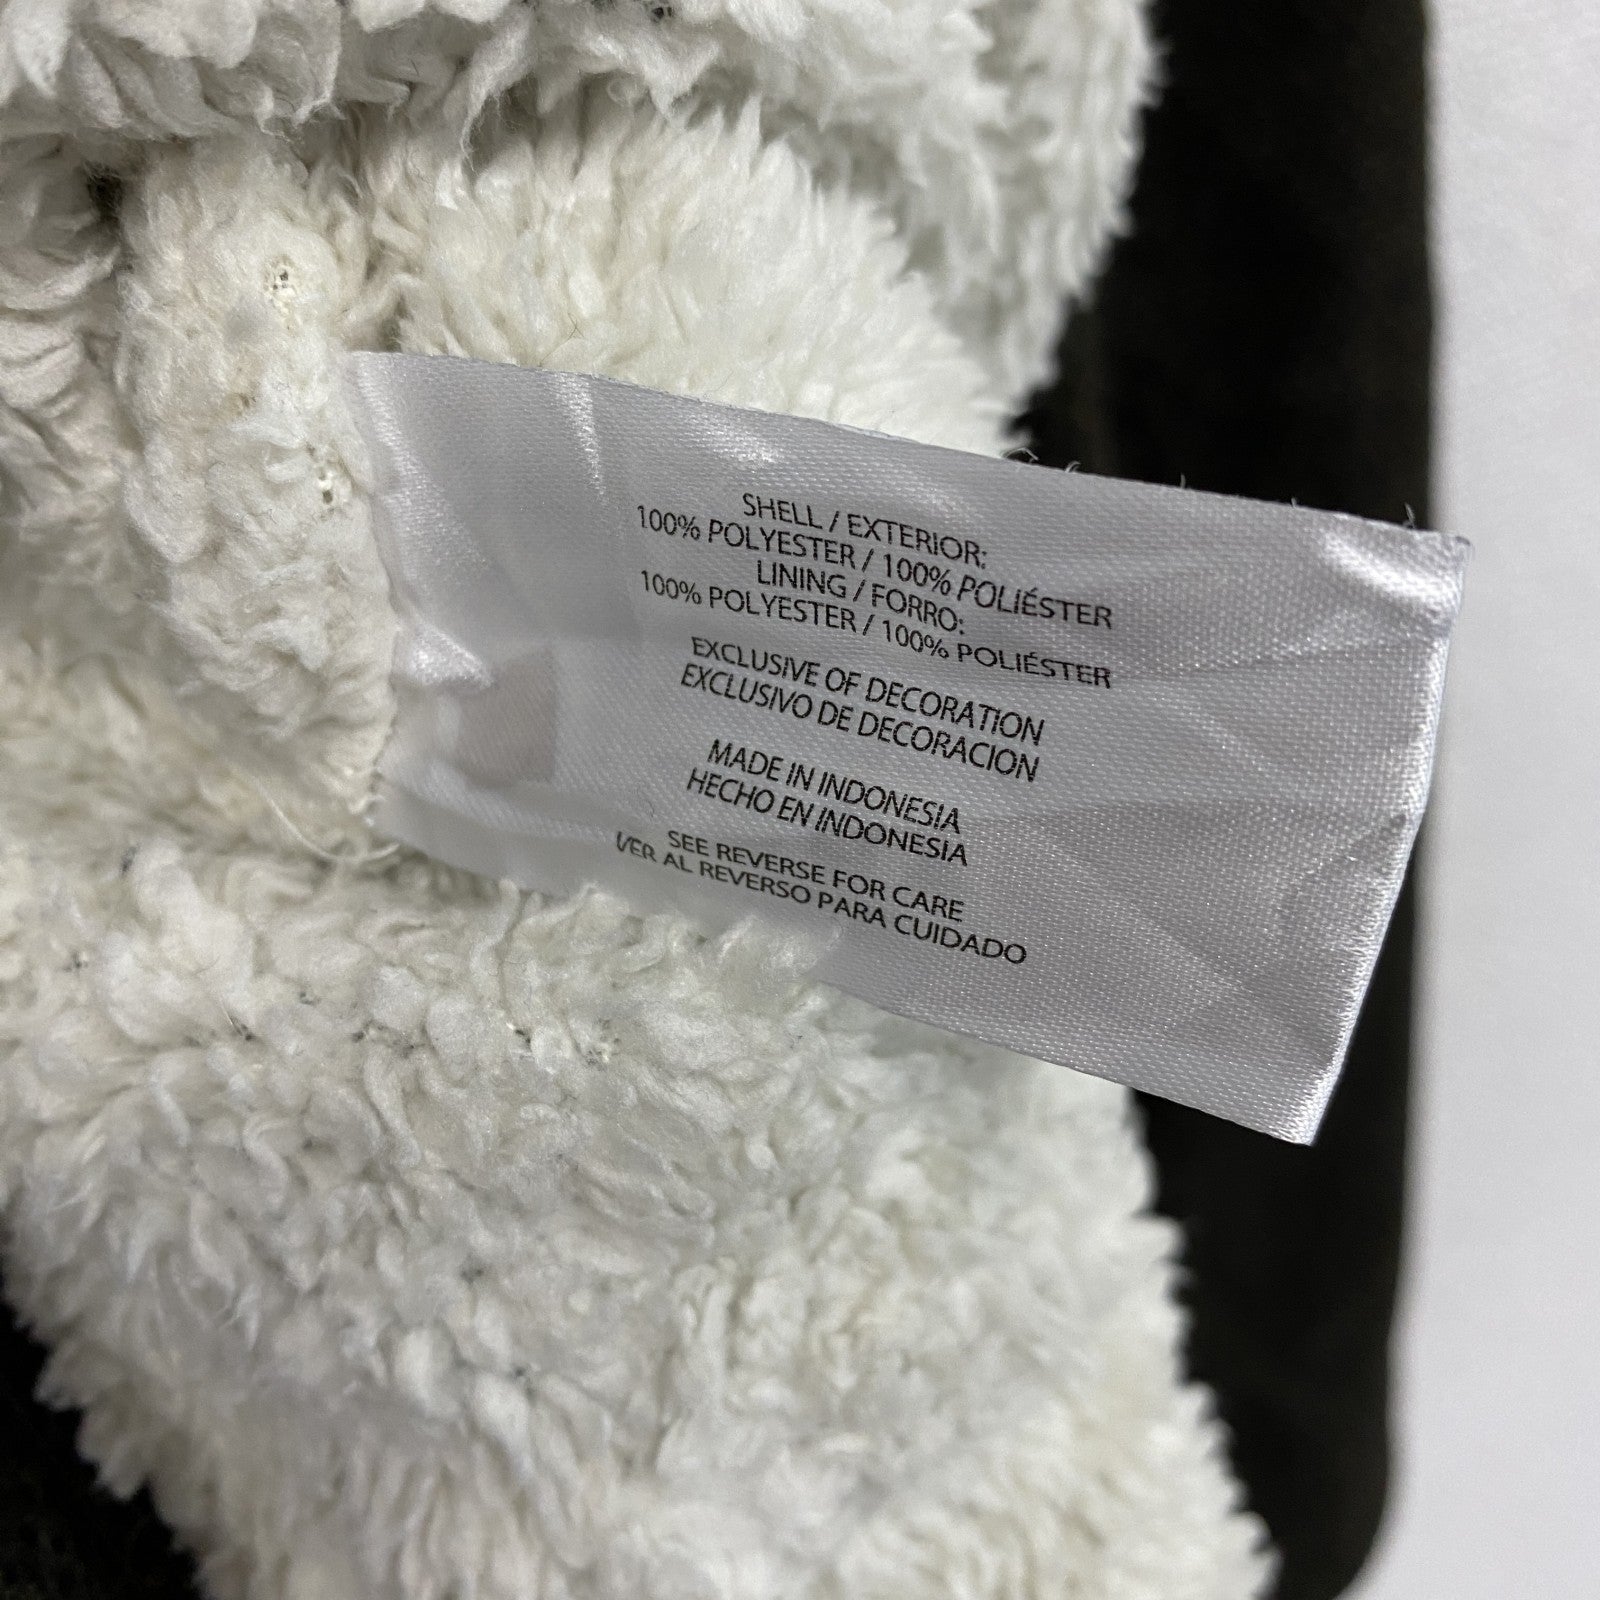 SHELL / EXTERIOR:
100% POLYESTER / 100% POLIÉSTER
LINING / FORRO:
100% POLYESTER / 100% POLIÉSTER
EXCLUSIVE OF DECORATION
EXCLUSIVO DE DECORACION
MADE IN INDONESIA
HECHO EN INDONESIA
SEE REVERSE FOR CARE
VER AL REVERSO PARA CUIDADO